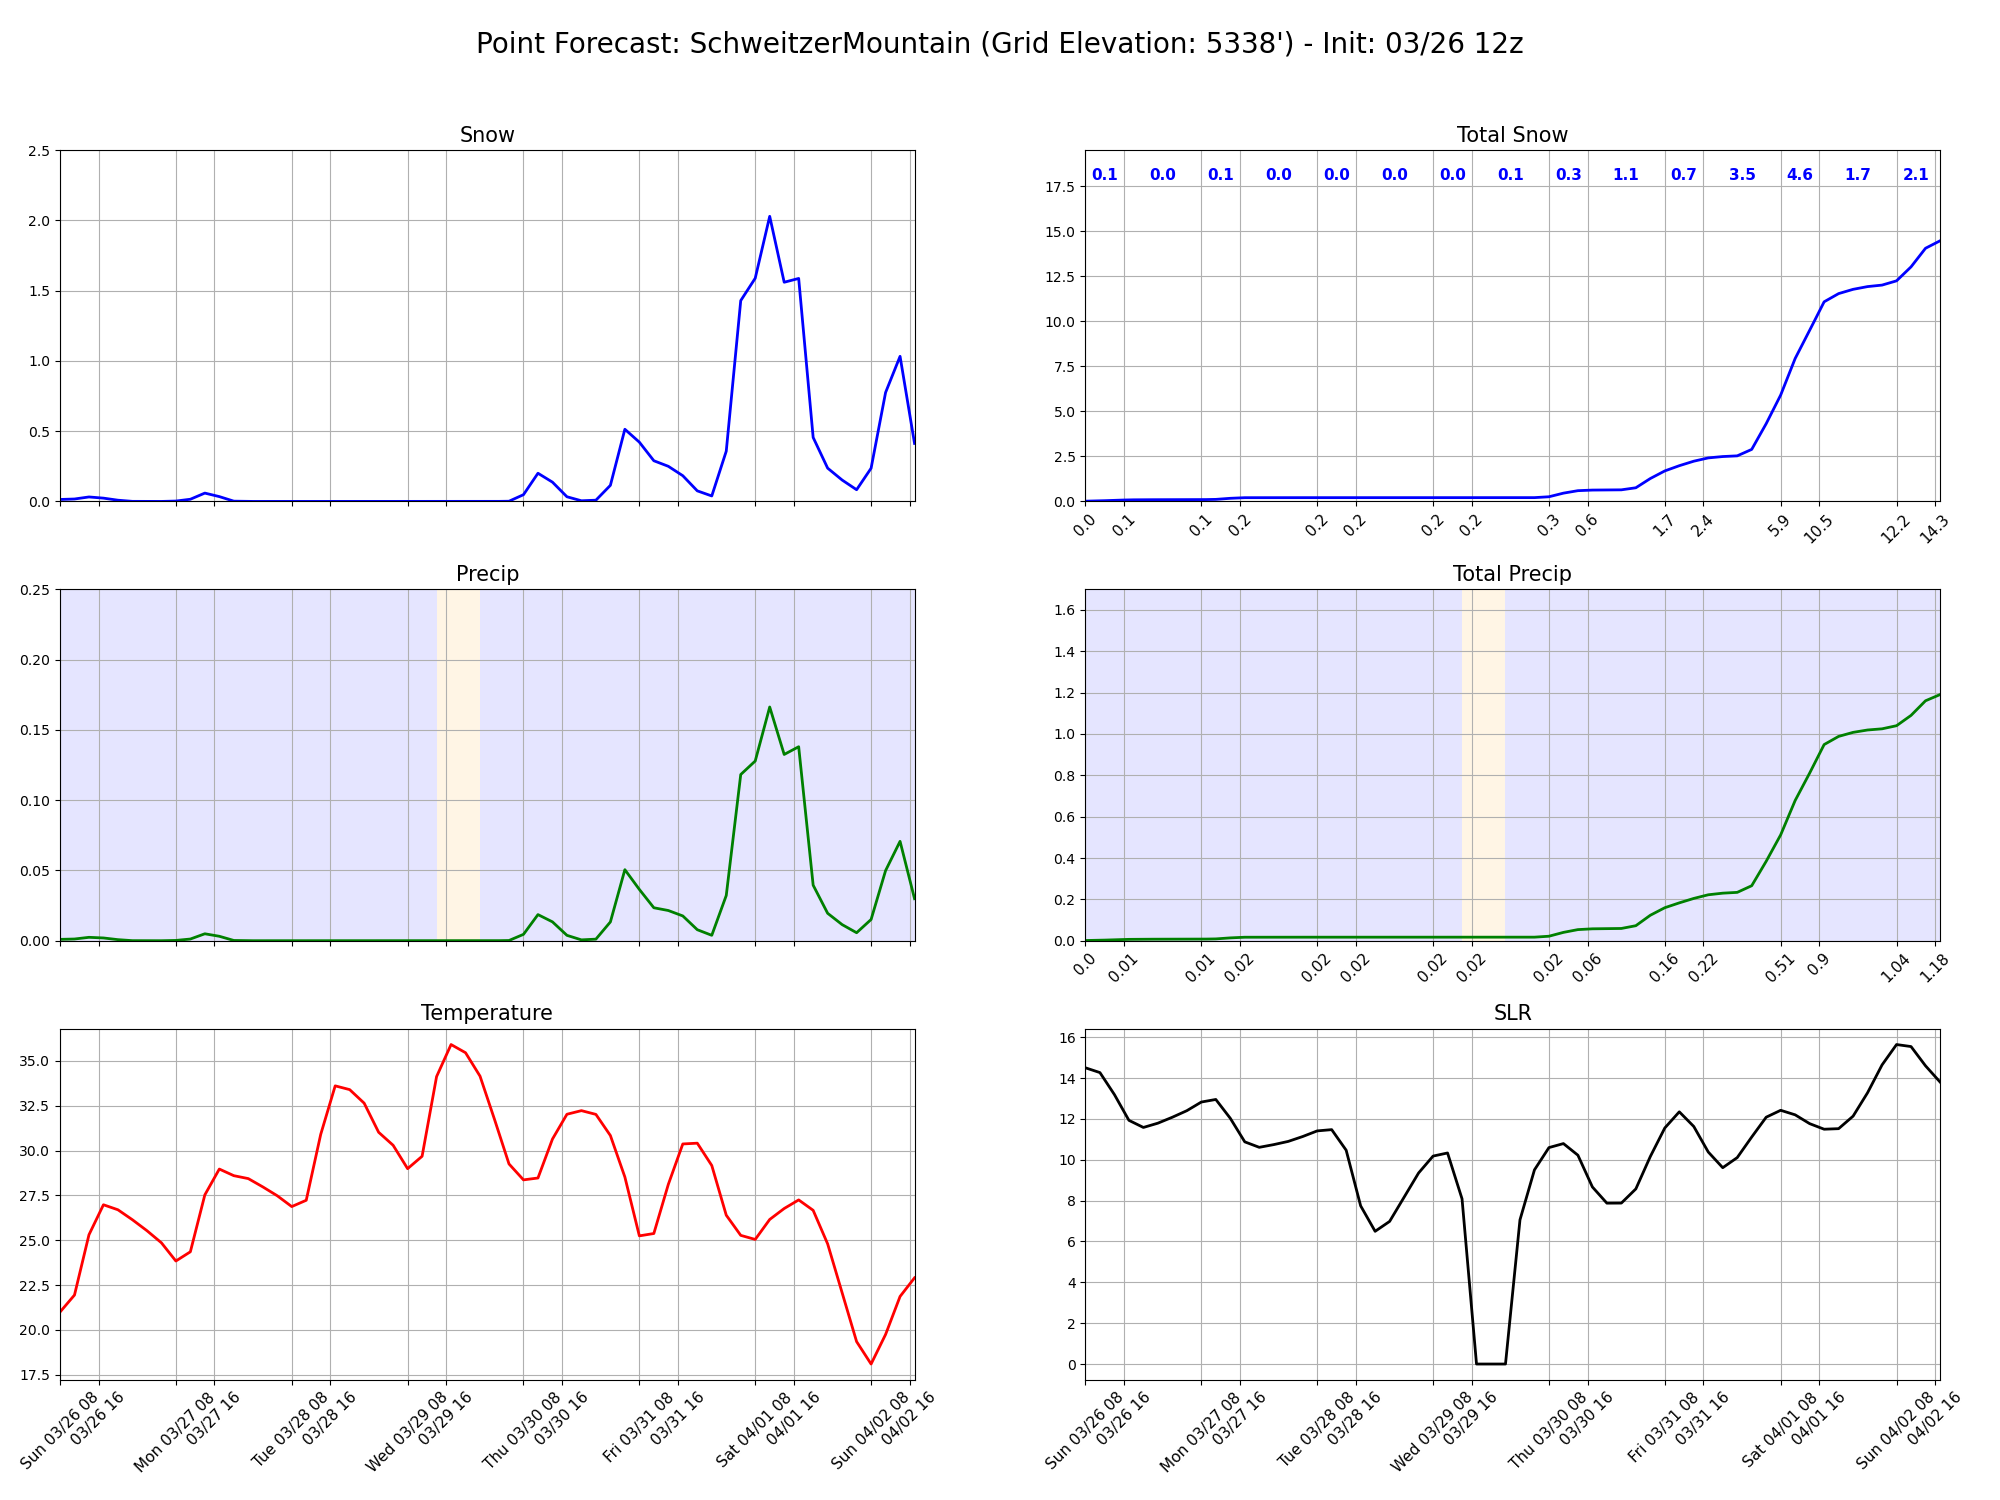 Point Forecast: SchweitzerMountain (Grid Elevation: 5338') - Init: 03/26 12z
Snow
2.5
2.0
1.5
1.0
0.5
0.0
Total Snow
0.1 0.0 0.1 0.0 0.0 0.0 0.0 0.1 0.3 1.1 0.7 3.5 4.6 1.7 2.1
17.5
15.0
12.5
10.0
7.5
5.0
2.5
0.0
0.0 0.1 0.1 0.2 0.2 0.2 0.2 0.2 0.3 0.6 1.7 2.4 5.9 10.5 12.2 14.3
Precip
0.25
0.20
0.15
0.10
0.05
0.00
Total Precip
1.6
1.4
1.2
1.0
0.8
0.6
0.4
0.2
0.0
0.0 0.01 0.01 0.02 0.02 0.02 0.02 0.02 0.02 0.06 0.16 0.22 0.51 0.9 1.04 1.18
Temperature
35.0
32.5
30.0
27.5
25.0
22.5
20.0
17.5
Sun 03/26 08
03/26 16
Mon 03/27 08
03/27 16
Tue 03/28 08
03/28 16
Wed 03/29 08
03/29 16
Thu 03/30 08
03/30 16
Fri 03/31 08
03/31 16
Sat 04/01 08
04/01 16
Sun 04/02 08
04/02 16
SLR
16
14
12
10
8
6
4
2
0
Sun 03/26 08
03/26 16
Mon 03/27 08
03/27 16
Tue 03/28 08
03/28 16
Wed 03/29 08
03/29 16
Thu 03/30 08
03/30 16
Fri 03/31 08
03/31 16
Sat 04/01 08
04/01 16
Sun 04/02 08
04/02 16